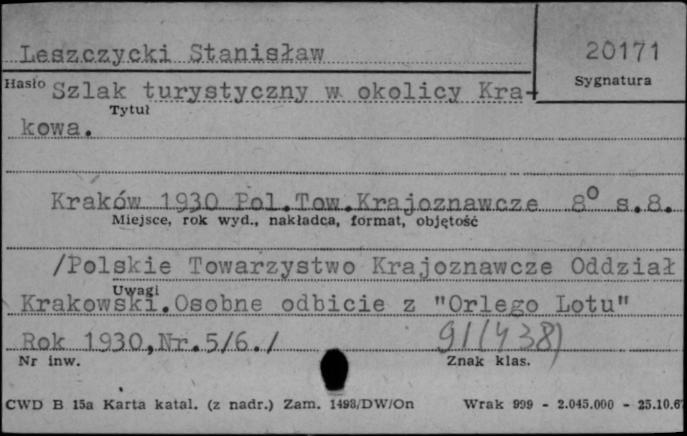 Leszczycki Stanisław
20171
Hasło
Sygnatura
Szlak turystyczny w okolicy Kra-
Tytuł
kowa.
Kraków 1930 Pol.Tow.Krajoznawcze 8° s.8.
Miejsce, rok wyd., nakładca, format, objętość
/Polskie Towarzystwo Krajoznawcze Oddział
Uwagi
Krakowski.Osobne odbicie z "Orlego Lotu"
Rok 1930,Nr.5/6./ 91(438)
Nr inw. Znak klas.
CWD B 15a Karta katal. (z nadr.) Zam. 1498/DW/On Wrak 999 - 2.045.000 - 25.10.6